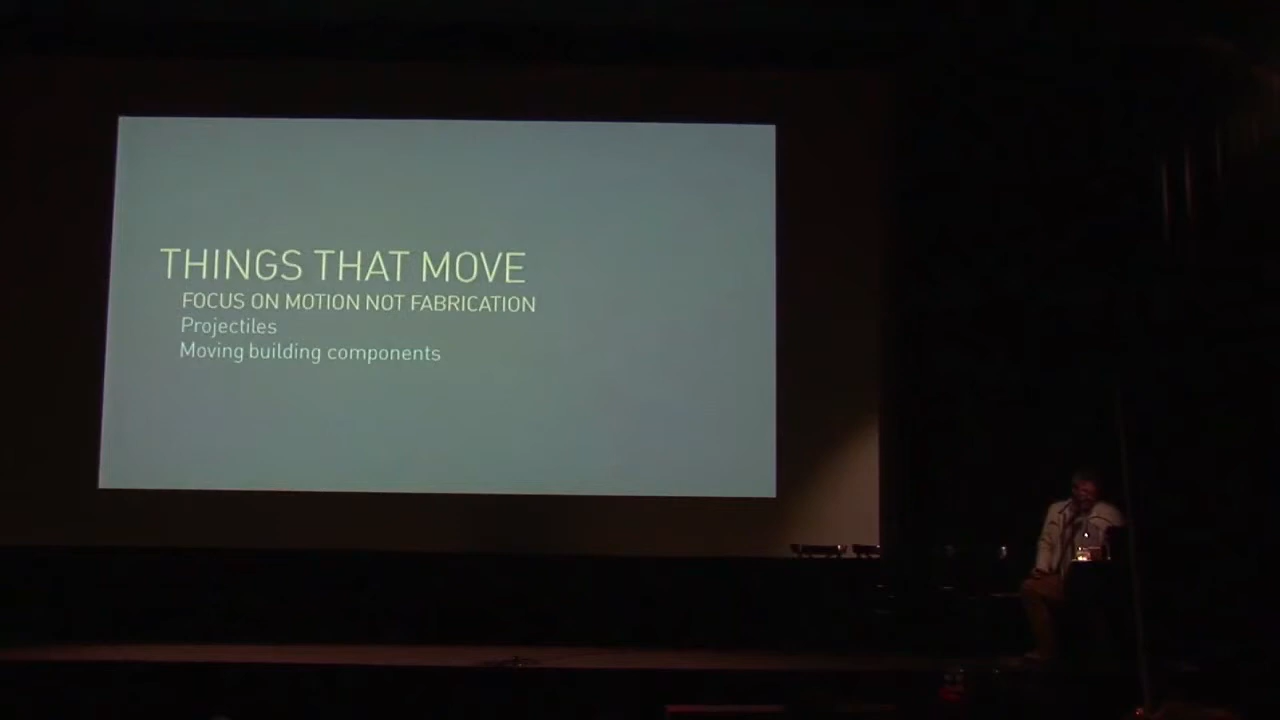 THINGS THAT MOVE
FOCUS ON MOTION NOT FABRICATION
Projectiles
Moving building components